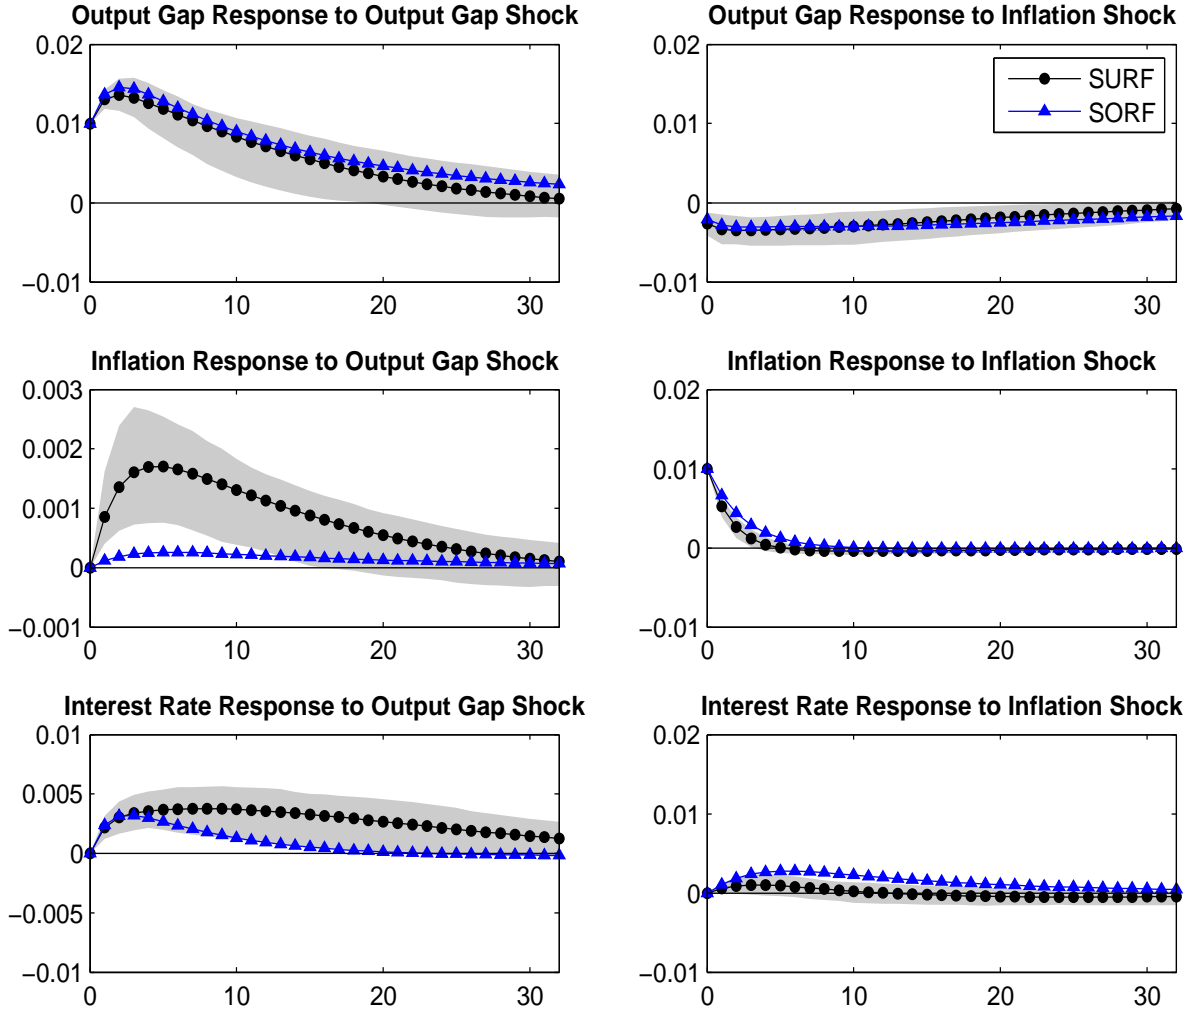 Output Gap Response to Output Gap Shock
0.02
0.01
0
−0.01
0 10 20 30
Output Gap Response to Inflation Shock
0.02
0.01
0
−0.01
0 10 20 30
SURF
SORF
Inflation Response to Output Gap Shock
0.003
0.002
0.001
0
−0.001
0 10 20 30
Inflation Response to Inflation Shock
0.02
0.01
0
−0.01
0 10 20 30
Interest Rate Response to Output Gap Shock
0.01
0.005
0
−0.005
−0.01
0 10 20 30
Interest Rate Response to Inflation Shock
0.02
0.01
0
−0.01
0 10 20 30